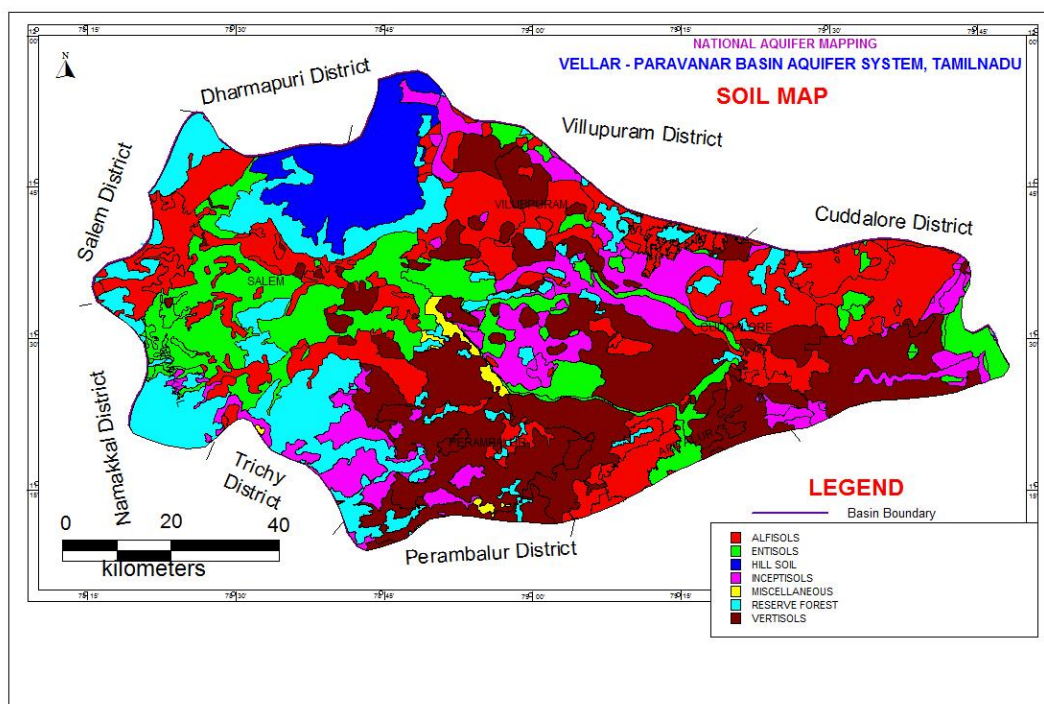 NATIONAL AQUIFER MAPPING
VELLAR - PARAVANAR BASIN AQUIFER SYSTEM, TAMILNADU
SOIL MAP
N
Dharmapuri District
Villupuram District
Salem District
Cuddalore District
VILUPPURAM
SALEM
CUDDALORE
Namakkal District
Trichy
District
Perambalur District
LEGEND
Basin Boundary
0 20 40
kilometers
ALFISOLS
ENTISOLS
HILL SOIL
INCEPTISOLS
MISCELLANEOUS
RESERVE FOREST
VERTISOLS